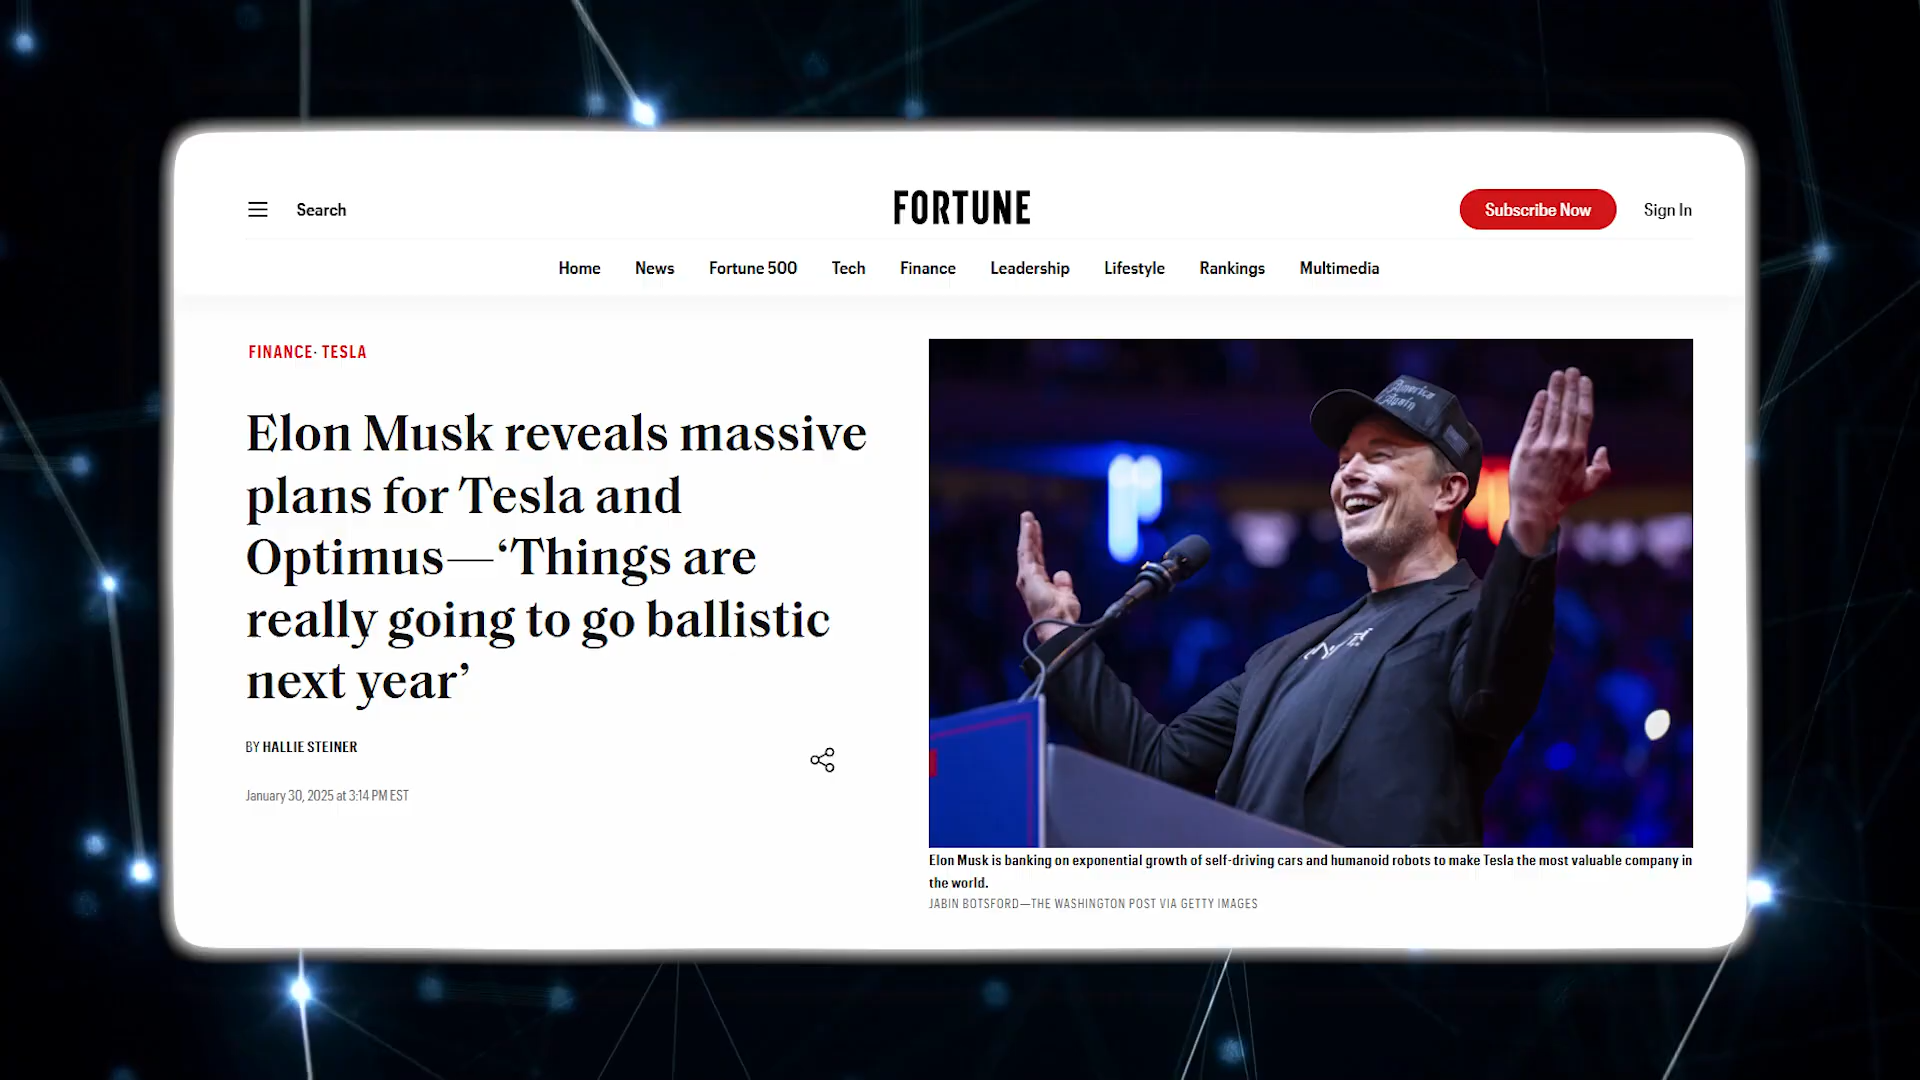 Search
FORTUNE
Subscribe Now
Sign In
Home News Fortune 500 Tech Finance Leadership Lifestyle Rankings Multimedia
FINANCE· TESLA
Elon Musk reveals massive
plans for Tesla and
Optimus—‘Things are
really going to go ballistic
next year’
BY HALLIE STEINER
January 30, 2025 at 3:14 PM EST
America
Again
Elon Musk is banking on exponential growth of self-driving cars and humanoid robots to make Tesla the most valuable company in
the world.
JABIN BOTSFORD—THE WASHINGTON POST VIA GETTY IMAGES